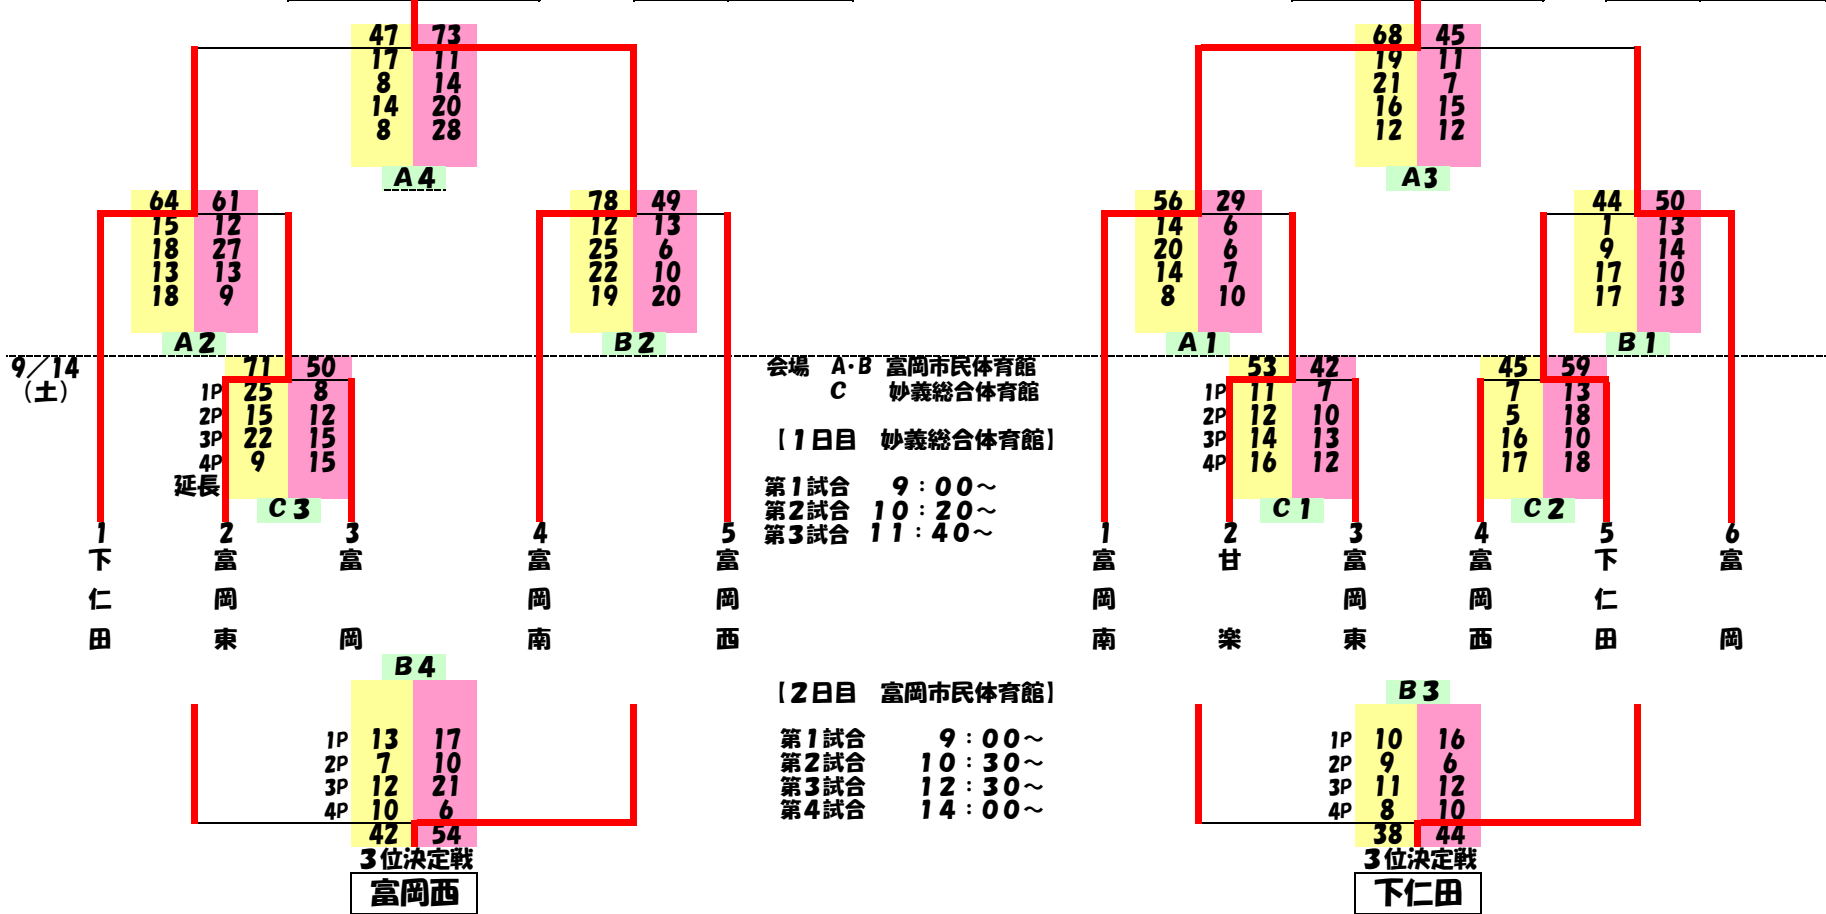 47 73
17 11
8 14
14 20
8 28
A4
68 45
19 11
21 7
16 15
12 12
A3
64 61
15 12
18 27
13 13
18 9
A2
78 49
12 13
25 6
22 10
19 20
B2
56 29
14 6
20 6
14 7
8 10
A1
44 50
1 13
9 14
17 10
17 13
B1
9/14
(土)
71 50
1P 25 8
2P 15 12
3P 22 15
4P 9 15
延長
C3
会場 A・B 富岡市民体育館
C 妙義総合体育館
【1日目 妙義総合体育館】
第1試合 9:00~
第2試合 10:20~
第3試合 11:40~
53 42
1P 11 7
2P 12 10
3P 14 13
4P 16 12
C1
45 59
7 13
5 18
16 10
17 18
C2
1 下仁田
2 富岡東
3 富岡
4 富岡南
5 富岡西
1 富岡南
2 甘楽
3 富岡東
4 富岡西
5 下仁田
6 富岡
B4
1P 13 17
2P 7 10
3P 12 21
4P 10 6
42 54
3位決定戦
富岡西
【2日目 富岡市民体育館】
第1試合 9:00~
第2試合 10:30~
第3試合 12:30~
第4試合 14:00~
B3
1P 10 16
2P 9 6
3P 11 12
4P 8 10
38 44
3位決定戦
下仁田